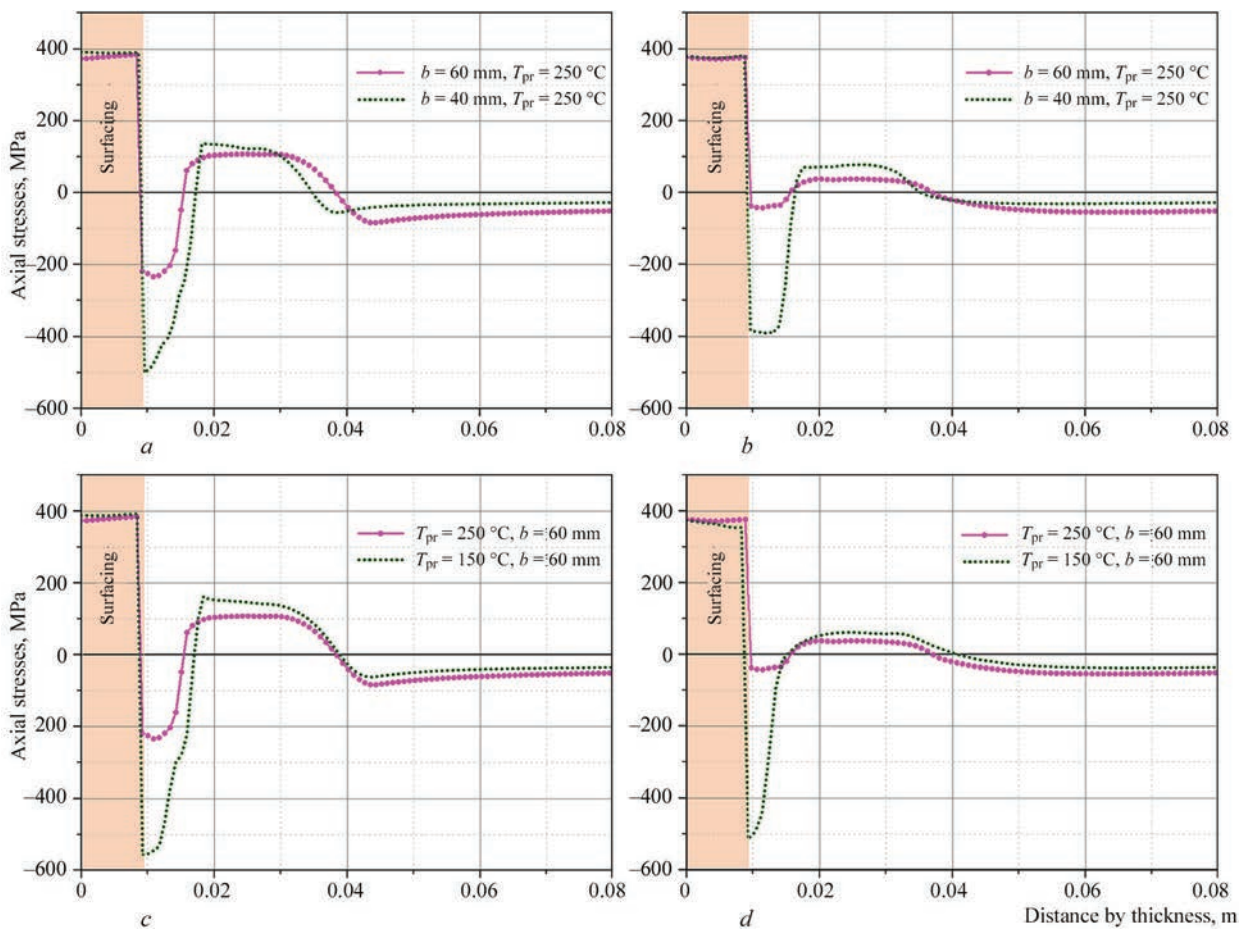 400
200
0
–200
–400
–600
Axial stresses, MPa
Surfacing
b = 60 mm, Tpr = 250 °C
b = 40 mm, Tpr = 250 °C
0 0.02 0.04 0.06 0.08
a
400
200
0
–200
–400
–600
Surfacing
b = 60 mm, Tpr = 250 °C
b = 40 mm, Tpr = 250 °C
0 0.02 0.04 0.06 0.08
b
400
200
0
–200
–400
–600
Axial stresses, MPa
Surfacing
Tpr = 250 °C, b = 60 mm
Tpr = 150 °C, b = 60 mm
0 0.02 0.04 0.06 0.08
c
400
200
0
–200
–400
–600
Surfacing
Tpr = 250 °C, b = 60 mm
Tpr = 150 °C, b = 60 mm
0 0.02 0.04 0.06 0.08
d
Distance by thickness, m